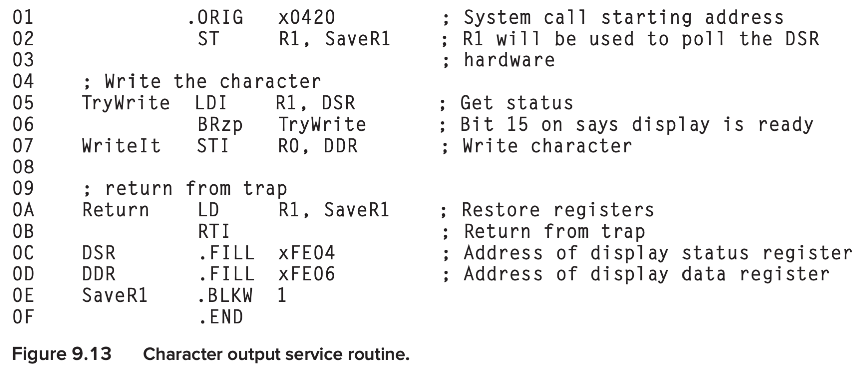 01 .ORIG x0420 ; System call starting address
02 ST R1, SaveR1 ; R1 will be used to poll the DSR
03 ; hardware
04 ; Write the character
05 TryWrite LDI R1, DSR ; Get status
06 BRzp TryWrite ; Bit 15 on says display is ready
07 WriteIt STI R0, DDR ; Write character
08
09 ; return from trap
0A Return LD R1, SaveR1 ; Restore registers
0B RTI ; Return from trap
0C DSR .FILL xFE04 ; Address of display status register
0D DDR .FILL xFE06 ; Address of display data register
0E SaveR1 .BLKW 1
0F .END
Figure 9.13 Character output service routine.